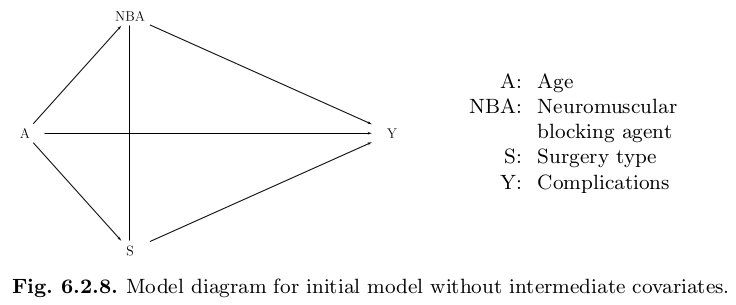 NBA
A
Y
S
A: Age
NBA: Neuromuscular
blocking agent
S: Surgery type
Y: Complications
Fig. 6.2.8. Model diagram for initial model without intermediate covariates.